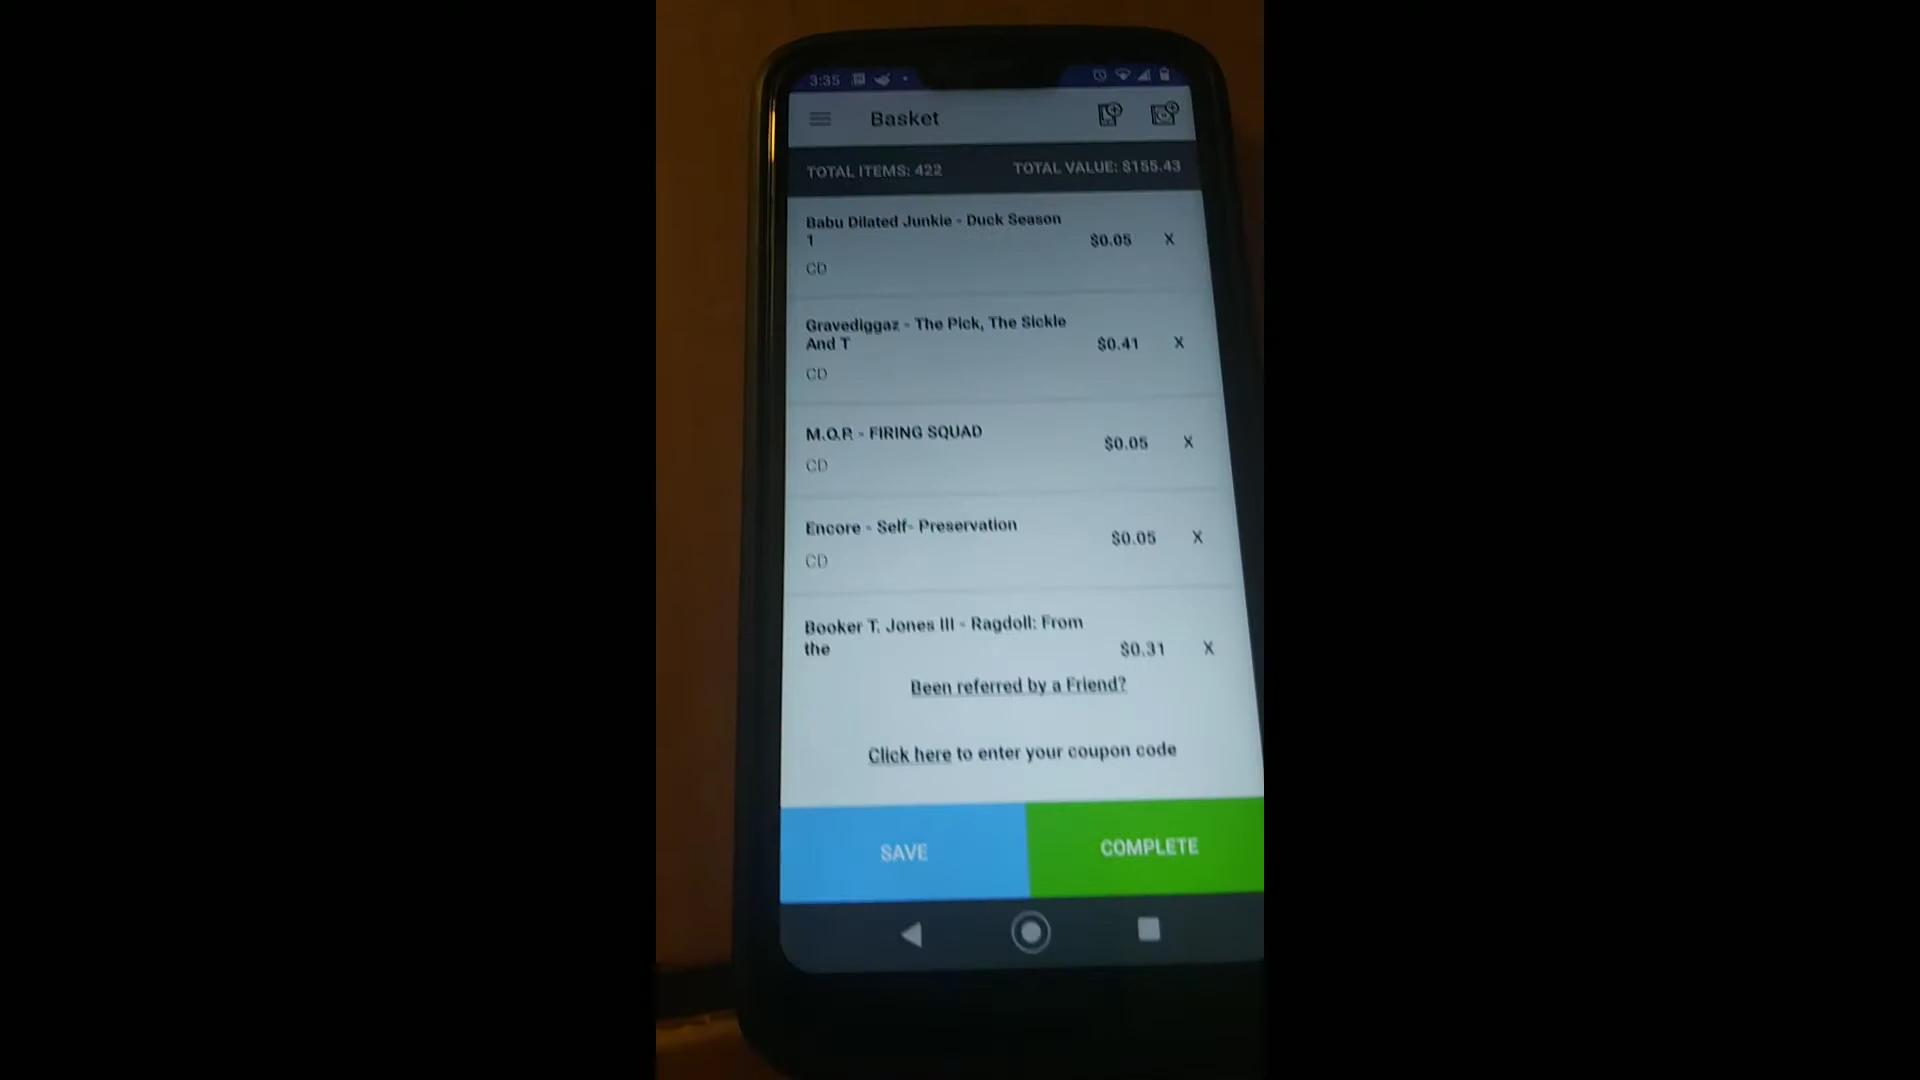 3:35
Basket
TOTAL ITEMS: 422 TOTAL VALUE: $155.43
Babu Dilated Junkie - Duck Season
1
$0.05 X
CD
Gravediggaz - The Pick, The Sickle
And T
$0.41 X
CD
M.O.P. - FIRING SQUAD
$0.05 X
CD
Encore - Self- Preservation
$0.05 X
CD
Booker T. Jones III - Ragdoll: From
the
$0.31 X
Been referred by a Friend?
Click here to enter your coupon code
SAVE COMPLETE